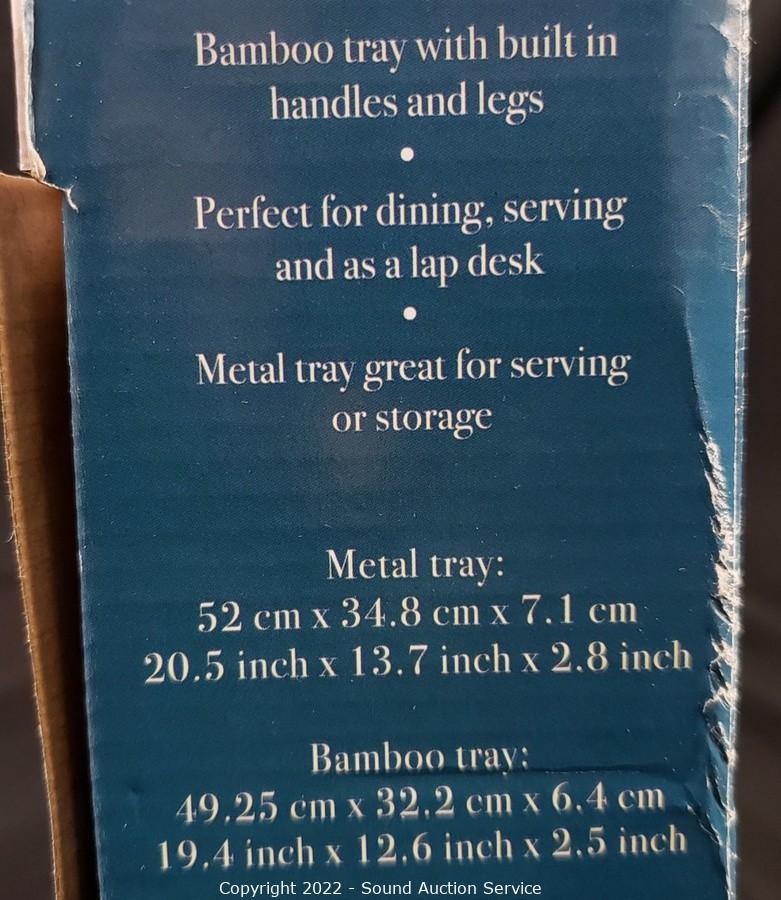 Bamboo tray with built in
handles and legs
•
Perfect for dining, serving
and as a lap desk
•
Metal tray great for serving
or storage
Metal tray:
52 cm x 34.8 cm x 7.1 cm
20.5 inch x 13.7 inch x 2.8 inch
Bamboo tray:
49.25 cm x 32.2 cm x 6.4 cm
19.4 inch x 12.6 inch x 2.5 inch
Copyright 2022 - Sound Auction Service